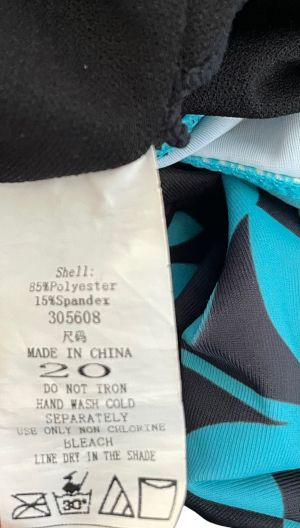 Shell:
85%Polyester
15%Spandex
305608
尺码
MADE IN CHINA
20
DO NOT IRON
HAND WASH COLD
SEPARATELY
USE ONLY NON CHLORINE
BLEACH
LINE DRY IN THE SHADE
30°